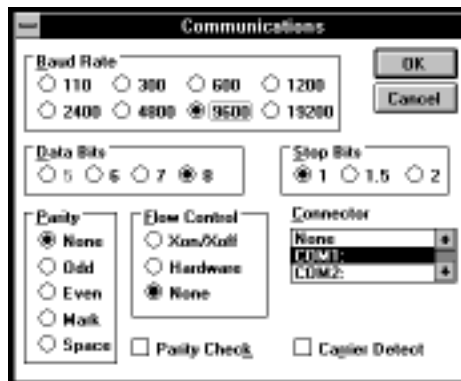 Communications
Baud Rate
110 300 600 1200
2400 4800 9600 19200
OK
Cancel
Data Bits
5 6 7 8
Stop Bits
1 1.5 2
Parity
None
Odd
Even
Mark
Space
Flow Control
Xon/Xoff
Hardware
None
Connector
None
COM1:
COM2:
Parity Check
Carrier Detect